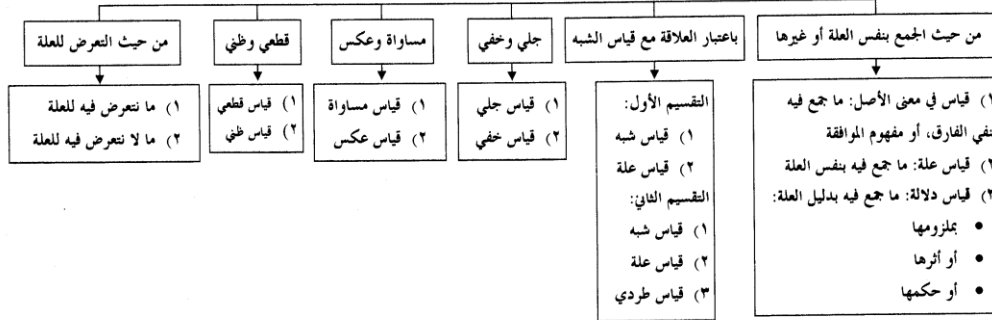 من حيث الجمع بنفس العلة أو غيرها
باعتبار العلاقة مع قياس الشبه
جلي وخفي
مساواة وعكس
قطعي وظني
من حيث التعرض للعلة
١) قياس في معنى الأصل: ما جمع فيه
بنفي الفارق، أو مفهوم الموافقة
٢) قياس علة: ما جمع فيه بنفس العلة
٣) قياس دلالة: ما جمع فيه بدليل العلة:
• بملزومها
• أو أثرها
• أو حكمها
التقسيم الأول:
١) قياس شبه
٢) قياس علة
التقسيم الثاني:
١) قياس شبه
٢) قياس علة
٣) قياس طردي
١) قياس جلي
٢) قياس خفي
١) قياس مساواة
٢) قياس عكس
١) قياس قطعي
٢) قياس ظني
١) ما نتعرض فيه للعلة
٢) ما لا نتعرض فيه للعلة